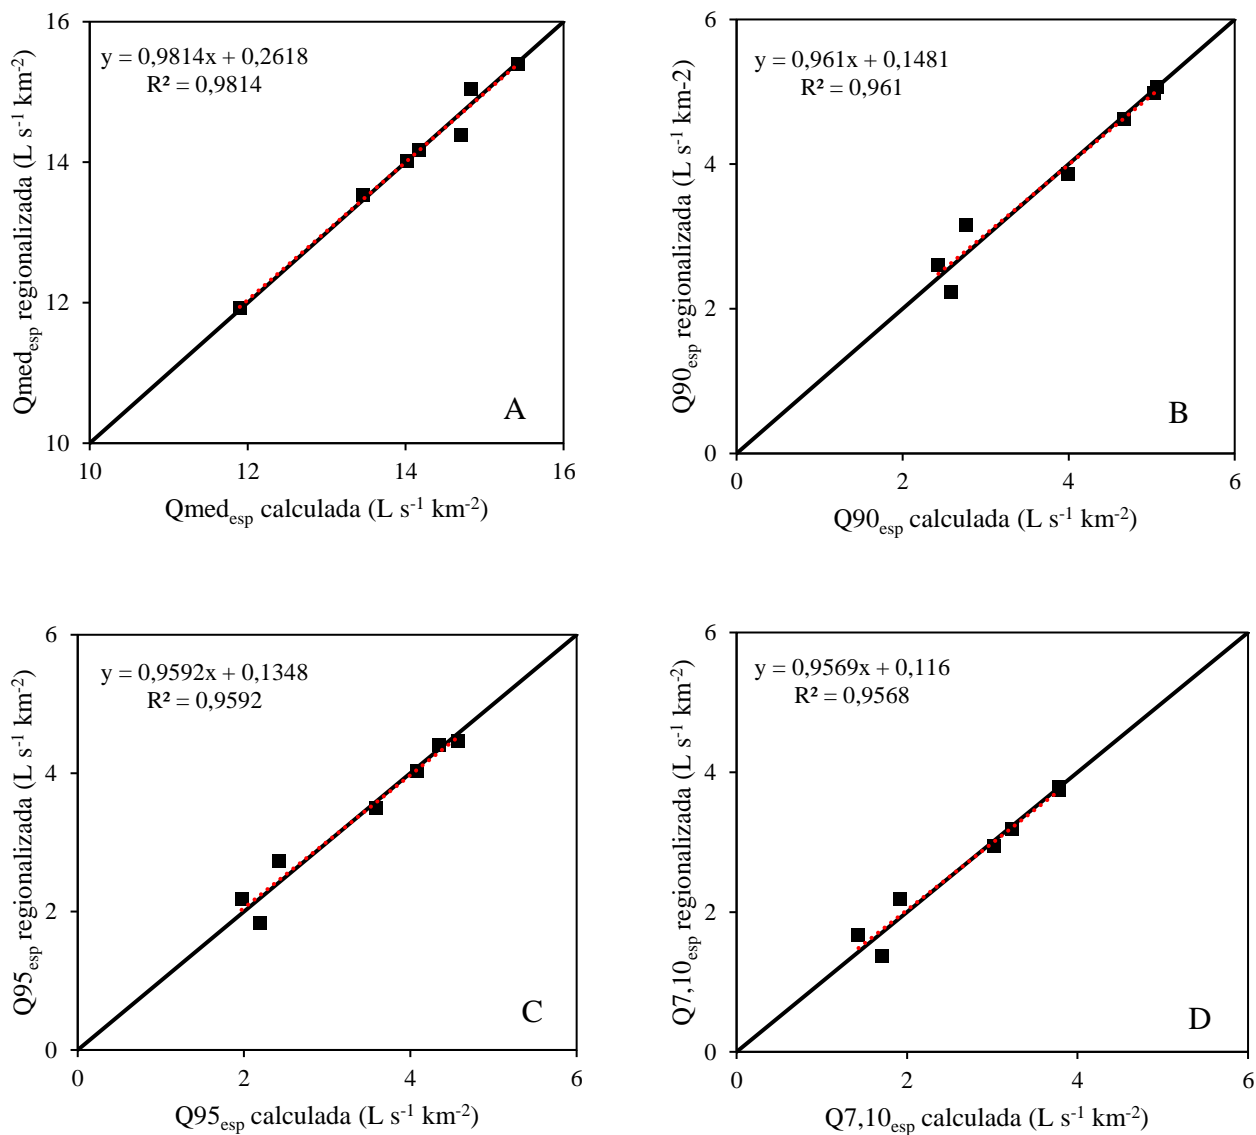 16
y = 0,9814x + 0,2618
R² = 0,9814
14
12
10
10 12 14 16
Qmedesp regionalizada (L s-1 km-2)
Qmedesp calculada (L s-1 km-2)
A
6
y = 0,961x + 0,1481
R² = 0,961
4
2
0
0 2 4 6
Q90esp regionalizada (L s-1 km-2)
Q90esp calculada (L s-1 km-2)
B
6
y = 0,9592x + 0,1348
R² = 0,9592
4
2
0
0 2 4 6
Q95esp regionalizada (L s-1 km-2)
Q95esp calculada (L s-1 km-2)
C
6
y = 0,9569x + 0,116
R² = 0,9568
4
2
0
0 2 4 6
Q7,10esp regionalizada (L s-1 km-2)
Q7,10esp calculada (L s-1 km-2)
D